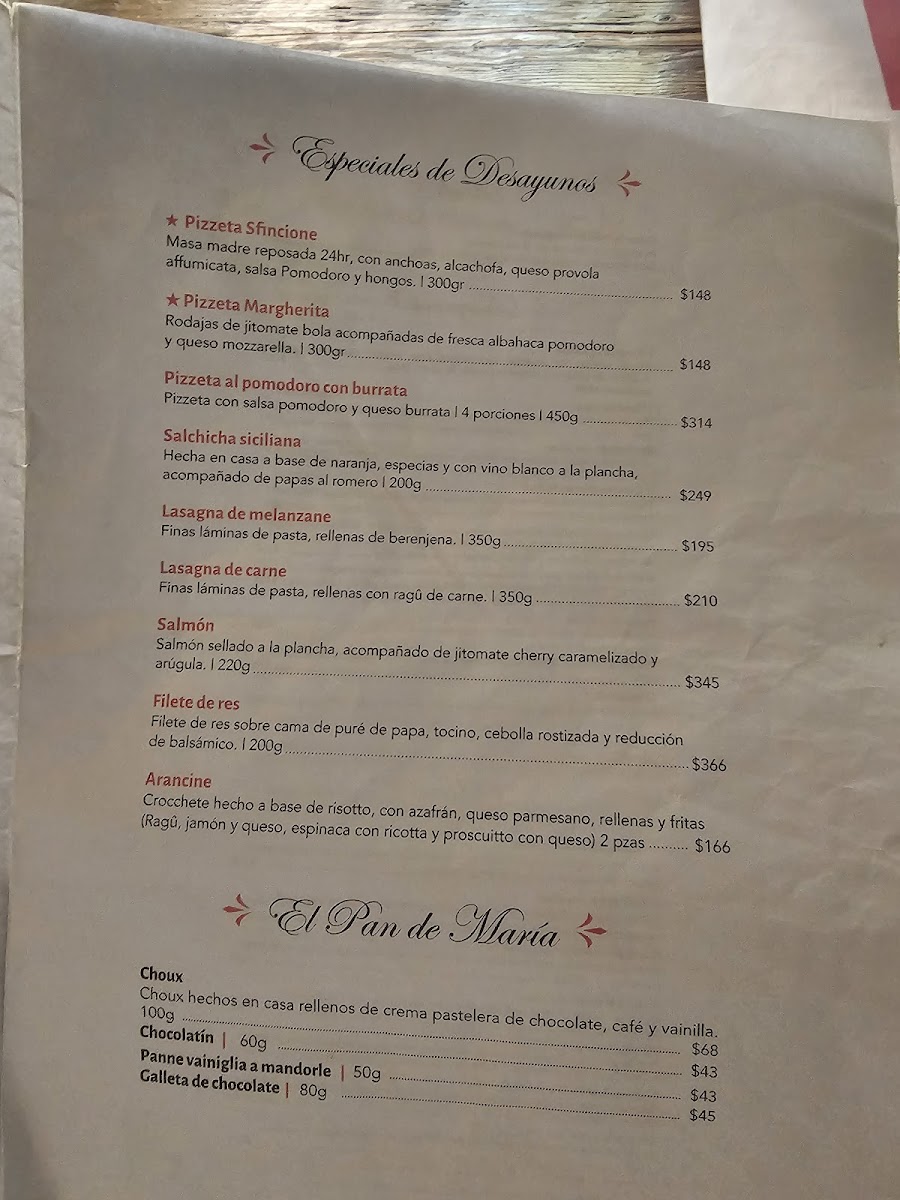 Especiales de Desayunos
★ Pizzeta Sfincione
Masa madre reposada 24hr, con anchoas, alcachofa, queso provola
affumicata, salsa Pomodoro y hongos. | 300gr ........ $148
★ Pizzeta Margherita
Rodajas de jitomate bola acompañadas de fresca albahaca pomodoro
y queso mozzarella. | 300gr ........ $148
Pizzeta al pomodoro con burrata
Pizzeta con salsa pomodoro y queso burrata | 4 porciones | 450g ........ $314
Salchicha siciliana
Hecha en casa a base de naranja, especias y con vino blanco a la plancha,
acompañado de papas al romero | 200g ........ $249
Lasagna de melanzane
Finas láminas de pasta, rellenas de berenjena. | 350g ........ $195
Lasagna de carne
Finas láminas de pasta, rellenas con ragû de carne. | 350g ........ $210
Salmón
Salmón sellado a la plancha, acompañado de jitomate cherry caramelizado y
arúgula. | 220g ........ $345
Filete de res
Filete de res sobre cama de puré de papa, tocino, cebolla rostizada y reducción
de balsámico. | 200g ........ $366
Arancine
Crocchete hecho a base de risotto, con azafrán, queso parmesano, rellenas y fritas
(Ragû, jamón y queso, espinaca con ricotta y proscuitto con queso) 2 pzas ........ $166
El Pan de María
Choux
Choux hechos en casa rellenos de crema pastelera de chocolate, café y vainilla.
100g ........ $68
Chocolatín | 60g ........ $43
Panne vainiglia a mandorle | 50g ........ $43
Galleta de chocolate | 80g ........ $45